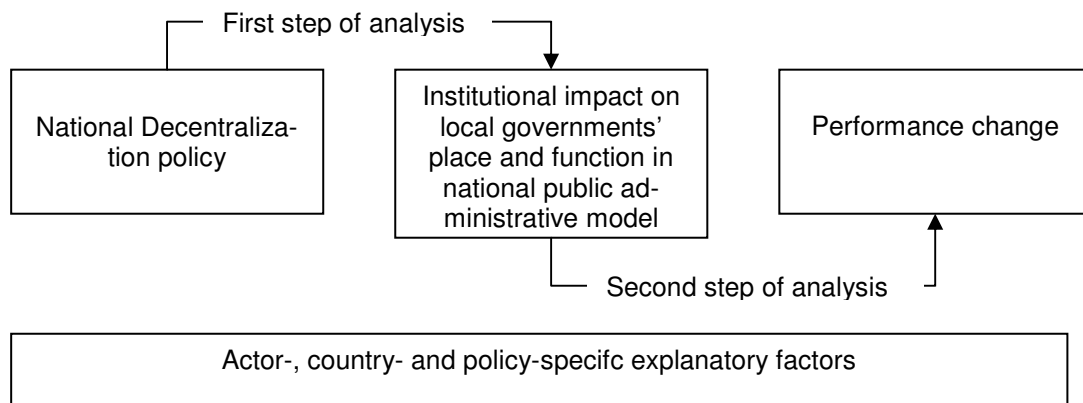 First step of analysis
National Decentraliza-
tion policy
Institutional impact on
local governments’
place and function in
national public ad-
ministrative model
Performance change
Second step of analysis
Actor-, country- and policy-specifc explanatory factors